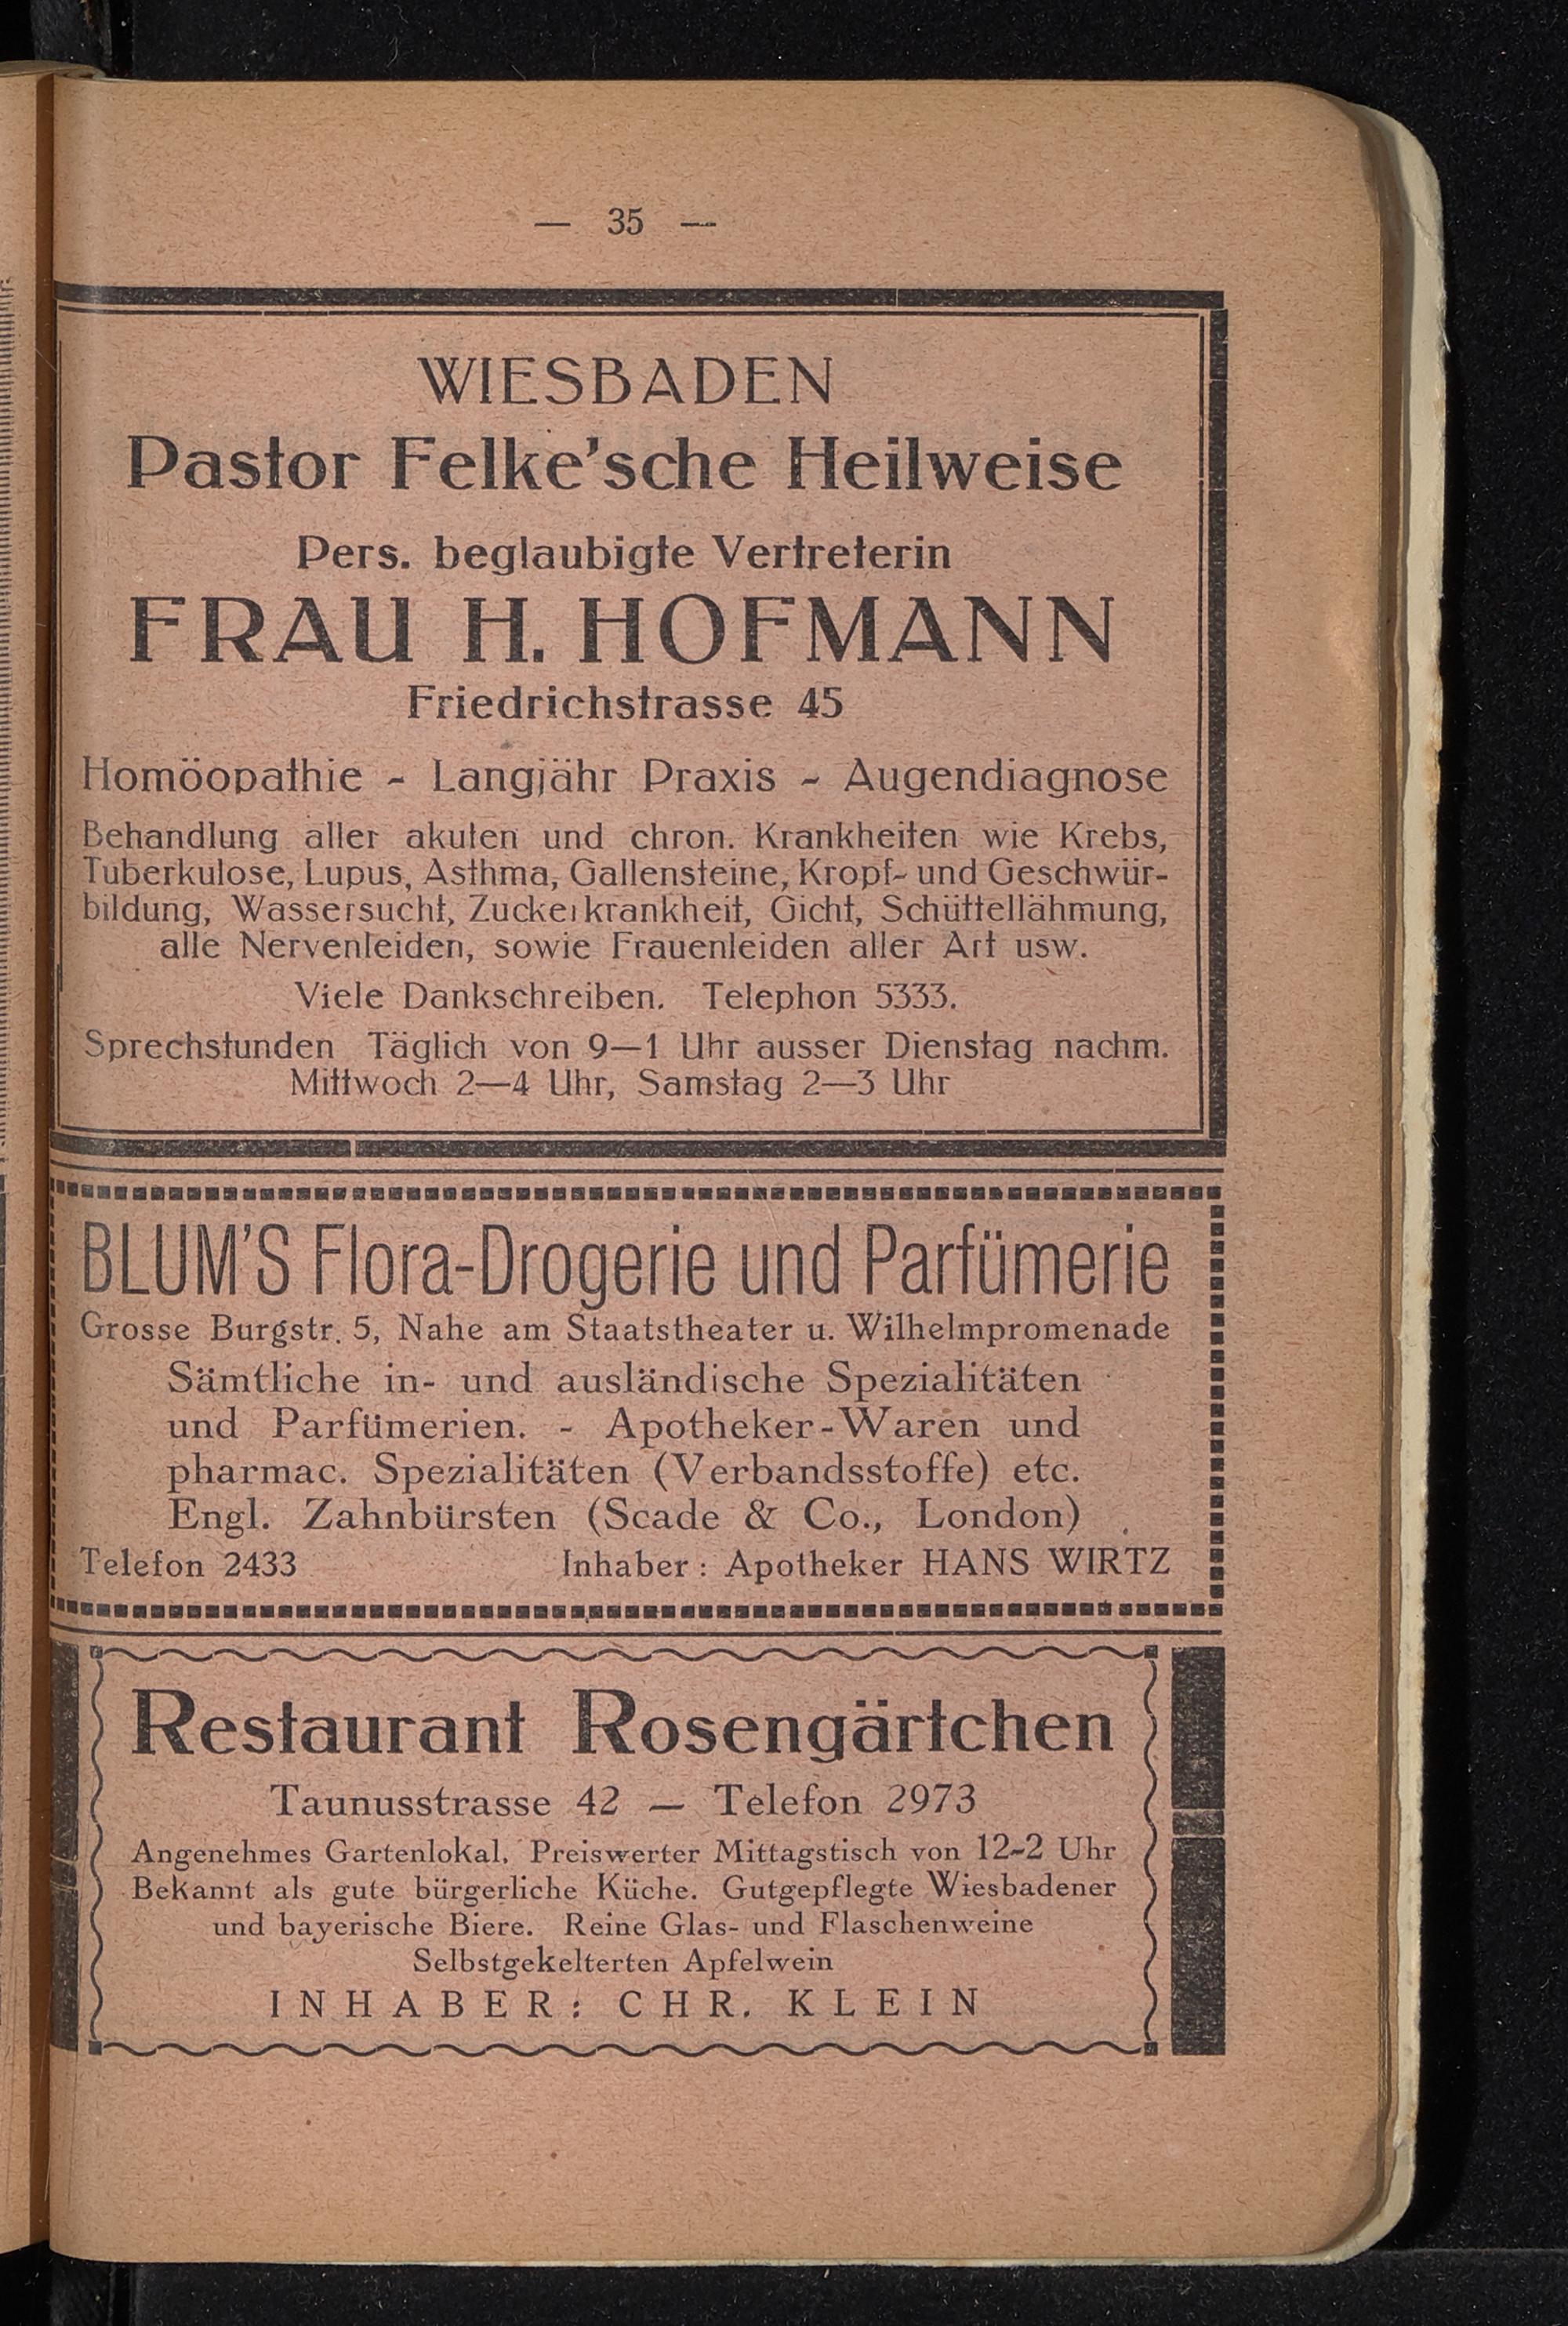 — 35 —
WIESBADEN
Pastor Felke'sche Heilweise
Pers. beglaubigte Vertreterin
FRAU H. HOFMANN
Friedrichstrasse 45
Homöopathie - Langjähr Praxis - Augendiagnose
Behandlung aller akuten und chron. Krankheiten wie Krebs,
Tuberkulose, Lupus, Asthma, Gallensteine, Kropf- und Geschwür-
bildung, Wassersucht, Zuckerkrankheit, Gicht, Schüttellähmung,
alle Nervenleiden, sowie Frauenleiden aller Art usw.
Viele Dankschreiben. Telephon 5333.
Sprechstunden Täglich von 9—1 Uhr ausser Dienstag nachm.
Mittwoch 2—4 Uhr, Samstag 2—3 Uhr
BLUM'S Flora-Drogerie und Parfümerie
Grosse Burgstr. 5, Nahe am Staatstheater u. Wilhelmpromenade
Sämtliche in- und ausländische Spezialitäten
und Parfümerien. - Apotheker-Waren und
pharmac. Spezialitäten (Verbandsstoffe) etc.
Engl. Zahnbürsten (Scade & Co., London)
Telefon 2433 Inhaber: Apotheker HANS WIRTZ
Restaurant Rosengärtchen
Taunusstrasse 42 — Telefon 2973
Angenehmes Gartenlokal. Preiswerter Mittagstisch von 12-2 Uhr
Bekannt als gute bürgerliche Küche. Gutgepflegte Wiesbadener
und bayerische Biere. Reine Glas- und Flaschenweine
Selbstgekelterten Apfelwein
INHABER: CHR. KLEIN